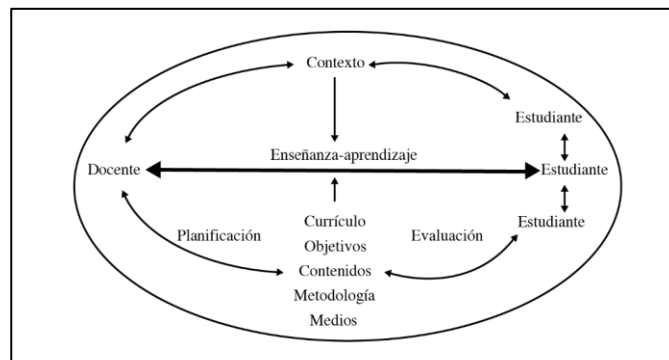 Contexto
Estudiante
Enseñanza-aprendizaje
Docente
Estudiante
Currículo
Estudiante
Planificación
Objetivos
Evaluación
Contenidos
Metodología
Medios